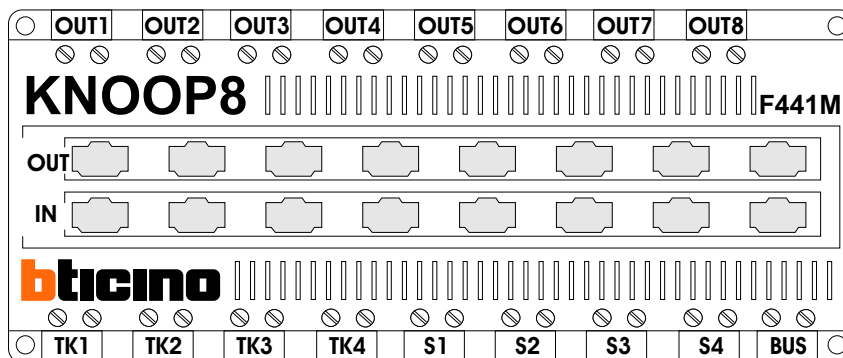 OUT1 OUT2 OUT3 OUT4 OUT5 OUT6 OUT7 OUT8
KNOOP8 F441M
OUT
IN
bticino
TK1 TK2 TK3 TK4 S1 S2 S3 S4 BUS